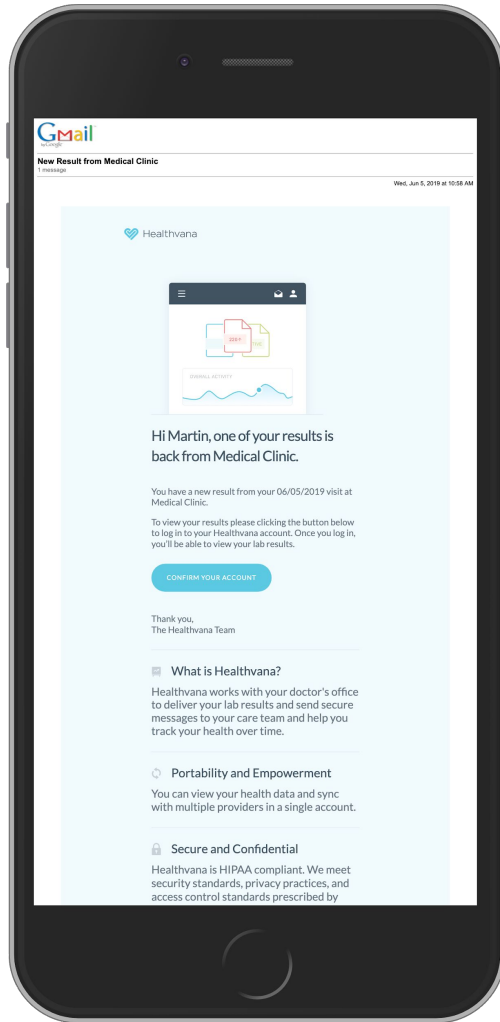 Gmail
by Google
New Result from Medical Clinic
1 message
Wed, Jun 5, 2019 at 10:58 AM
Healthvana
OVERALL ACTIVITY
Hi Martin, one of your results is
back from Medical Clinic.
You have a new result from your 06/05/2019 visit at
Medical Clinic.
To view your results please clicking the button below
to log in to your Healthvana account. Once you log in,
you'll be able to view your lab results.
CONFIRM YOUR ACCOUNT
Thank you,
The Healthvana Team
What is Healthvana?
Healthvana works with your doctor's office
to deliver your lab results and send secure
messages to your care team and help you
track your health over time.
Portability and Empowerment
You can view your health data and sync
with multiple providers in a single account.
Secure and Confidential
Healthvana is HIPAA compliant. We meet
security standards, privacy practices, and
access control standards prescribed by